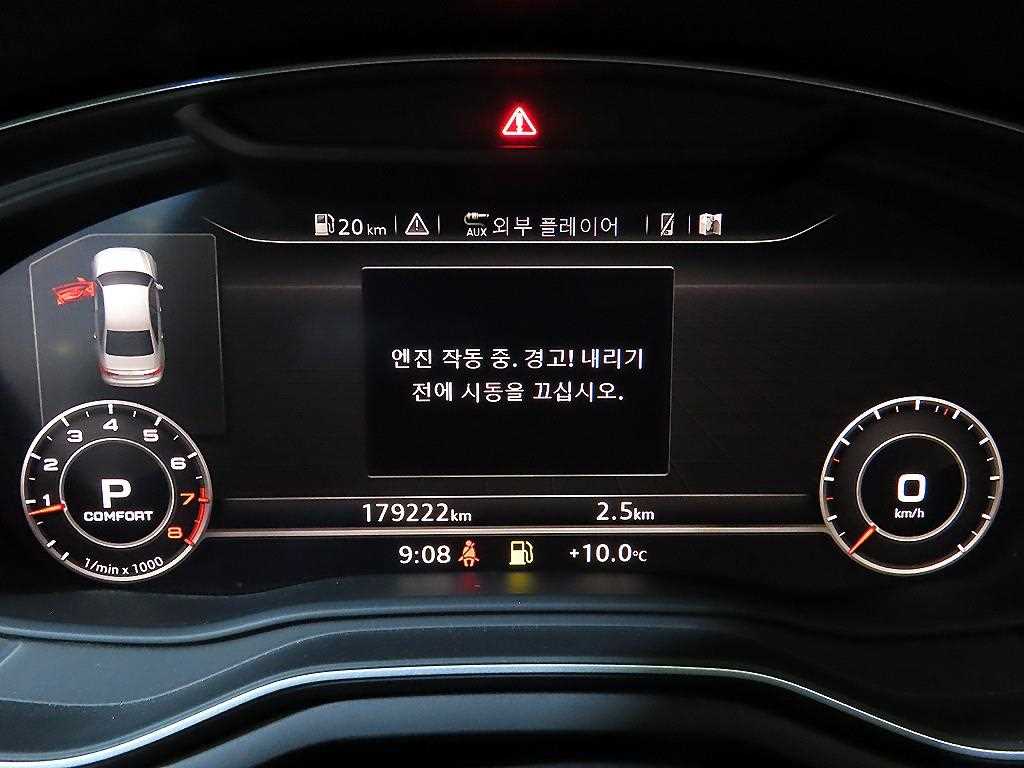 20 km
AUX 외부 플레이어
엔진 작동 중. 경고! 내리기
전에 시동을 끄십시오.
1 2 3 4 5 6 7 8
P
COMFORT
1/min x 1000
0
km/h
179222km 2.5km
9:08 +10.0°C